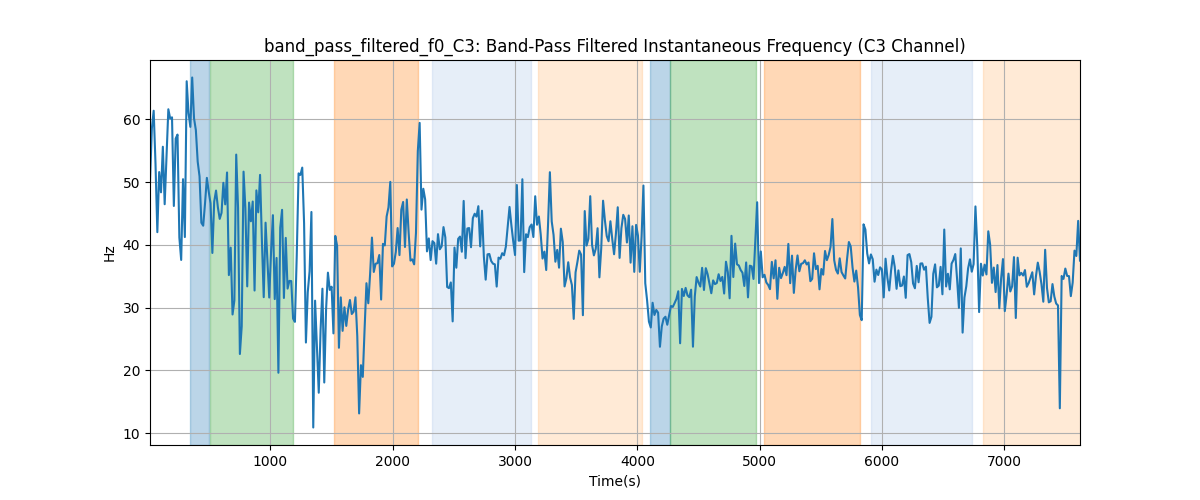 band_pass_filtered_f0_C3: Band-Pass Filtered Instantaneous Frequency (C3 Channel)
Hz
60
50
40
30
20
10
1000 2000 3000 4000 5000 6000 7000
Time(s)